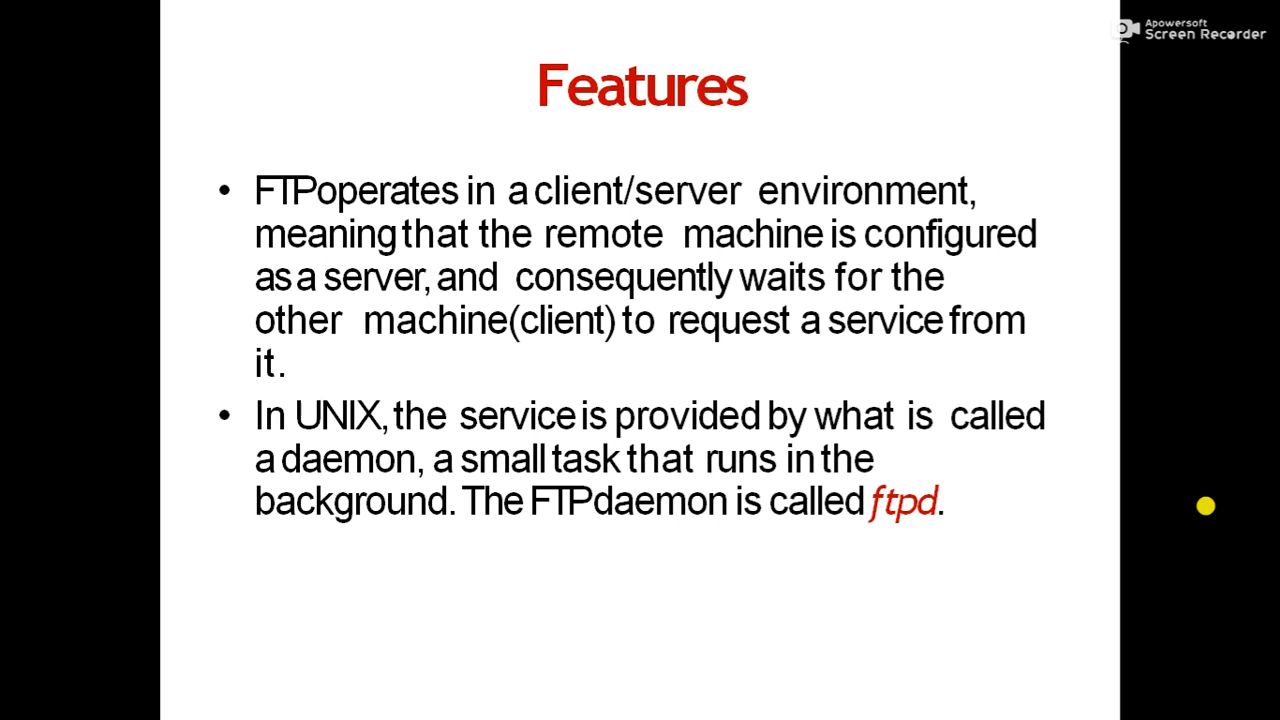 Apowersoft
Screen Recorder
Features
• FTP operates in a client/server environment,
meaning that the remote machine is configured
as a server, and consequently waits for the
other machine(client) to request a service from
it.
• In UNIX, the service is provided by what is called
a daemon, a small task that runs in the
background. The FTP daemon is called ftpd.